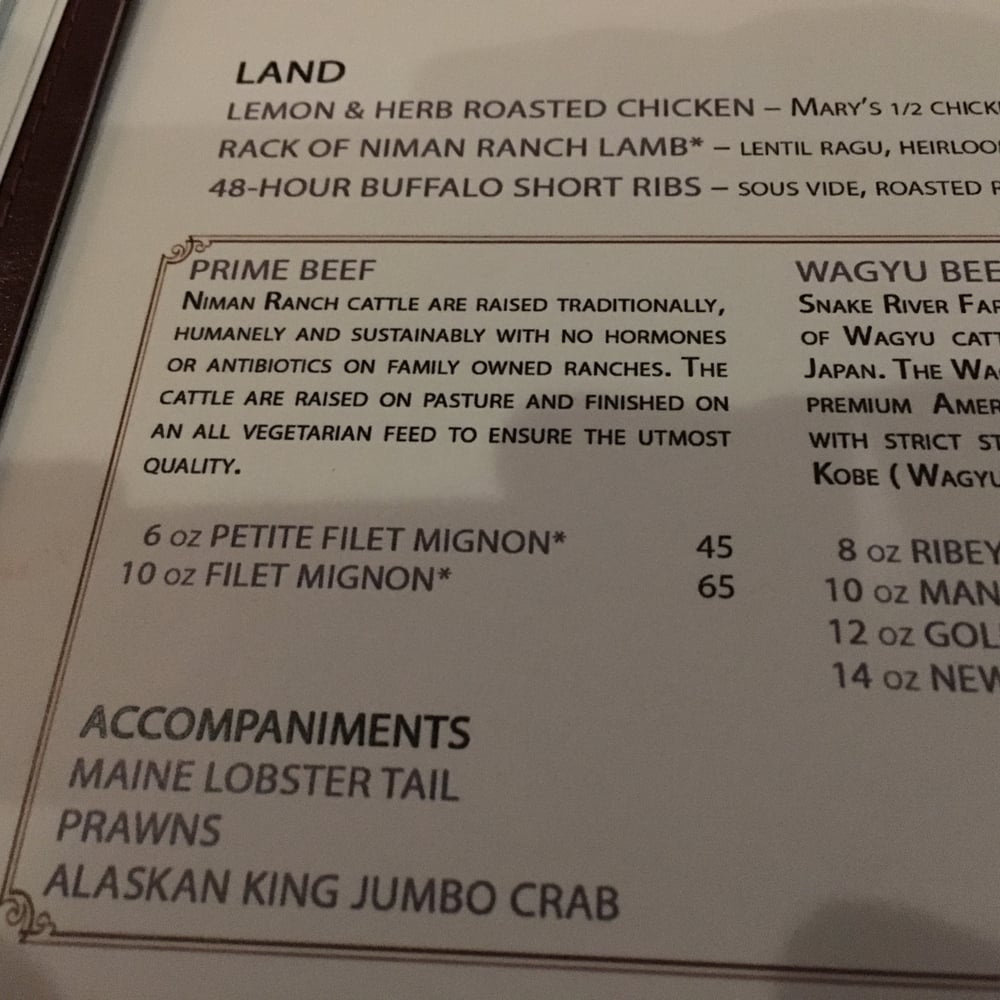 LAND
LEMON & HERB ROASTED CHICKEN – MARY'S 1/2
RACK OF NIMAN RANCH LAMB* – LENTIL RAGU,
48-HOUR BUFFALO SHORT RIBS – SOUS VIDE, ROASTED
PRIME BEEF
NIMAN RANCH CATTLE ARE RAISED TRADITIONALLY,
HUMANELY AND SUSTAINABLY WITH NO HORMONES
OR ANTIBIOTICS ON FAMILY OWNED RANCHES. THE
CATTLE ARE RAISED ON PASTURE AND FINISHED ON
AN ALL VEGETARIAN FEED TO ENSURE THE UTMOST
QUALITY.
6 oz PETITE FILET MIGNON* 45
10 oz FILET MIGNON* 65
ACCOMPANIMENTS
MAINE LOBSTER TAIL
PRAWNS
ALASKAN KING JUMBO CRAB
WAGYU
SNAKE RIVER
OF WAGYU
JAPAN. THE
PREMIUM
WITH STRICT
KOBE (
8 oz
10 oz
12 oz
14 oz